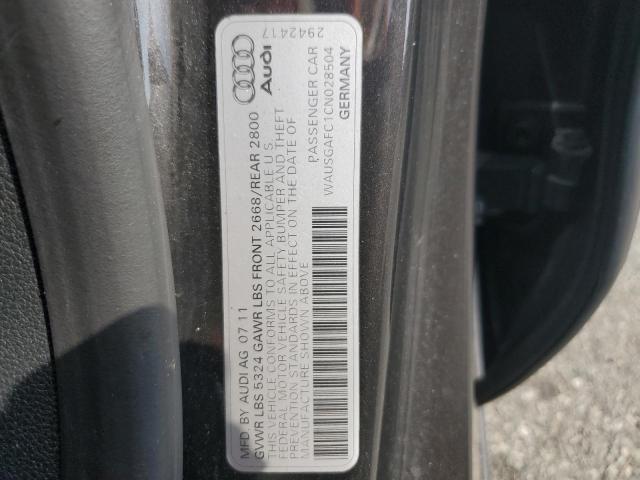 MFD. BY AUDI AG 07 11
GVWR LBS 5324 GAWR LBS FRONT 2668/REAR 2800
THIS VEHICLE CONFORMS TO ALL APPLICABLE U S.
FEDERAL MOTOR VEHICLE SAFETY BUMPER AND THEFT
PREVENTION STANDARDS IN EFFECT ON THE DATE OF
MANUFACTURE SHOWN ABOVE.
Audi
2942417
PASSENGER CAR
WAUSGAFC1CN028504
GERMANY